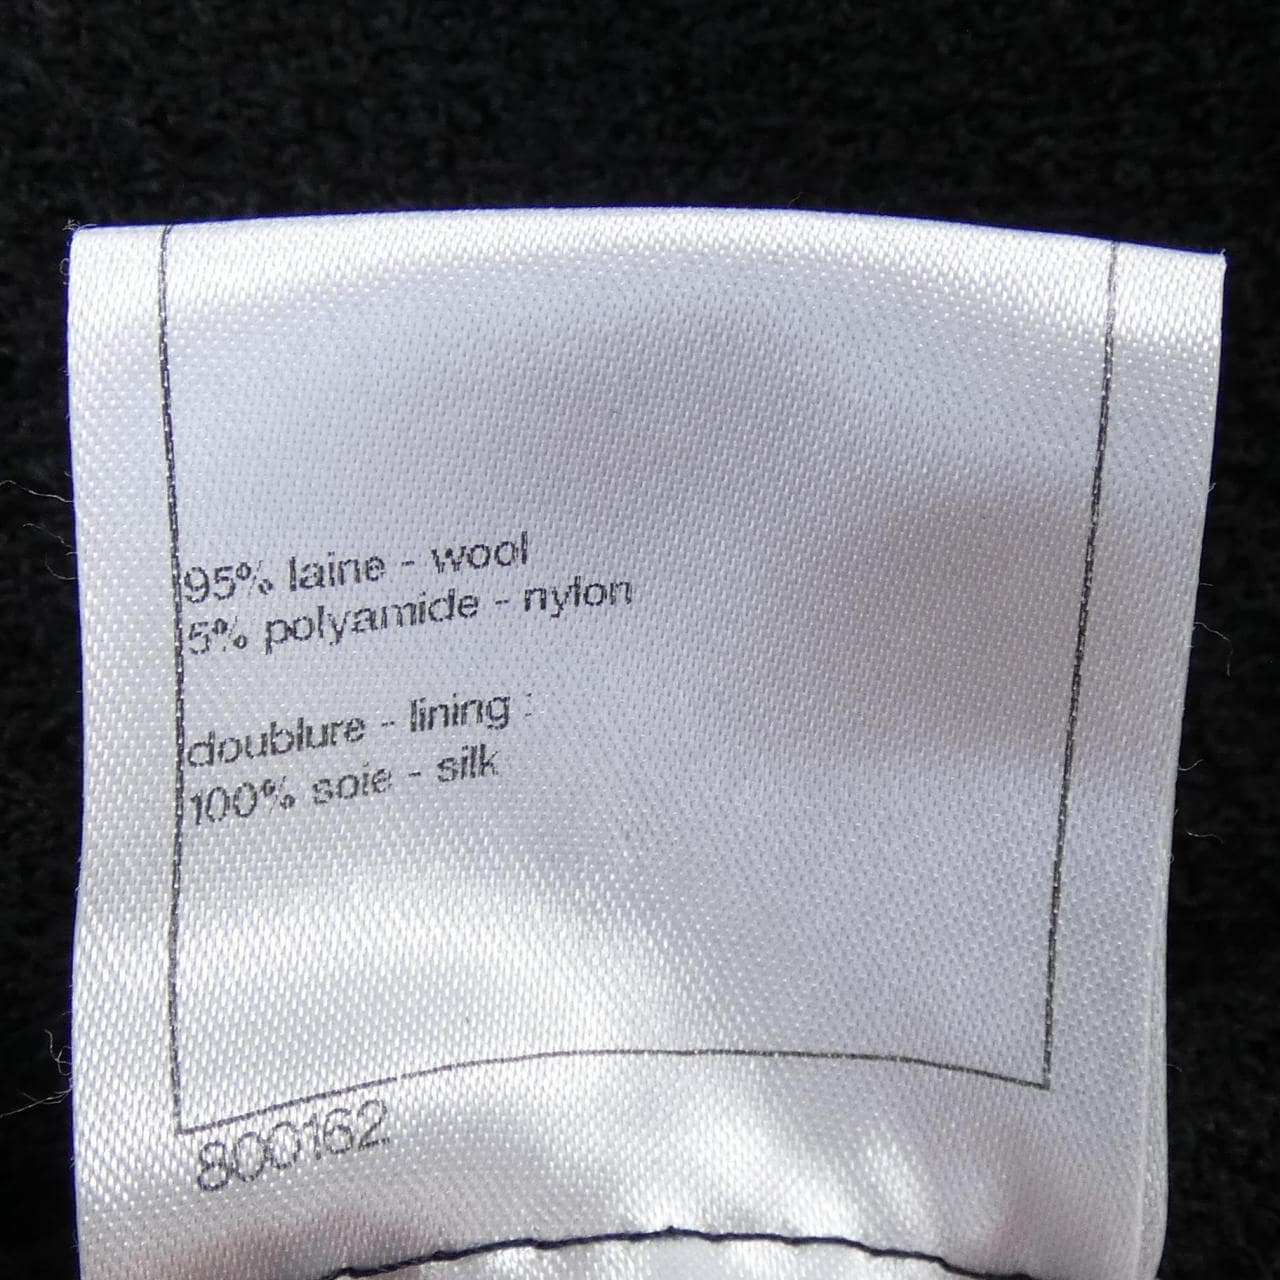 95% laine - wool
5% polyamide - nylon
doublure - lining :
100% soie - silk
800162